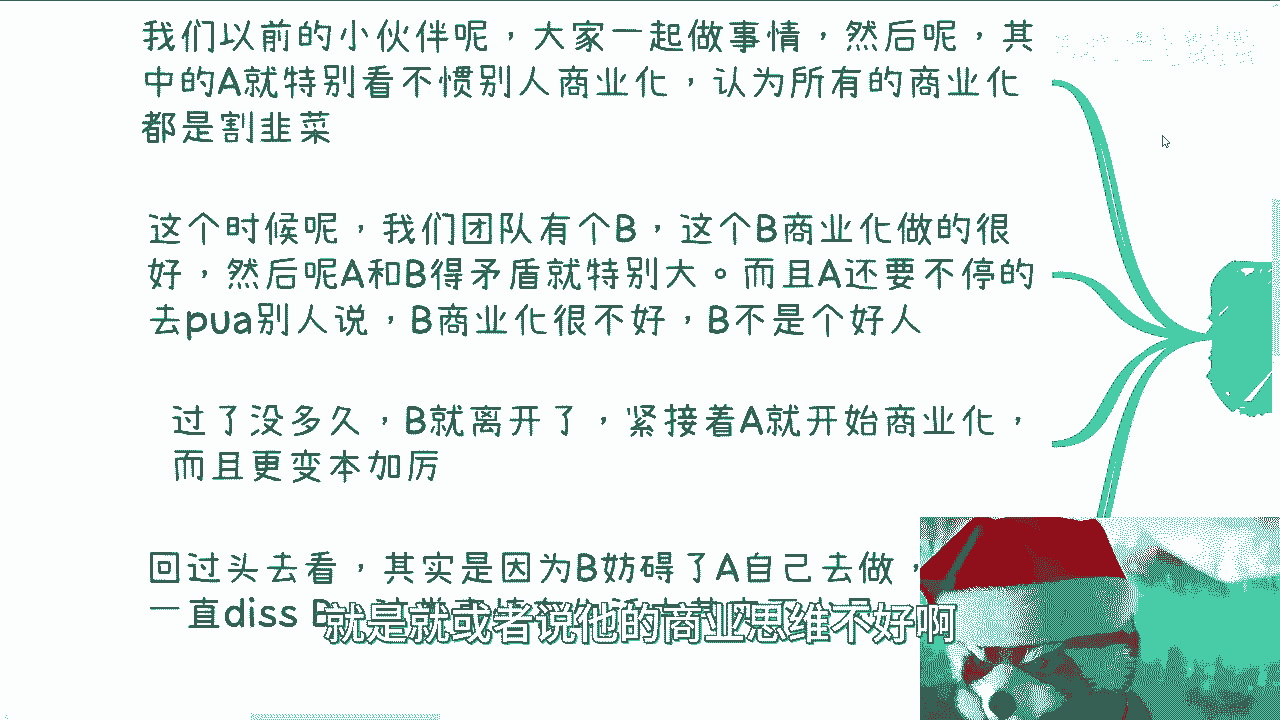 我们以前的小伙伴呢，大家一起做事情，然后呢，其
中的A就特别看不惯别人商业化，认为所有的商业化
都是割韭菜
这个时候呢，我们团队有个B，这个B商业化做的很
好，然后呢A和B得矛盾就特别大。而且A还要不停的
去pua别人说，B商业化很不好，B不是个好人
过了没多久，B就离开了，紧接着A就开始商业化，
而且更变本加厉
回过头去看，其实是因为B妨碍了A自己去做，
一直diss B
就是就或者说他的商业思维不好啊